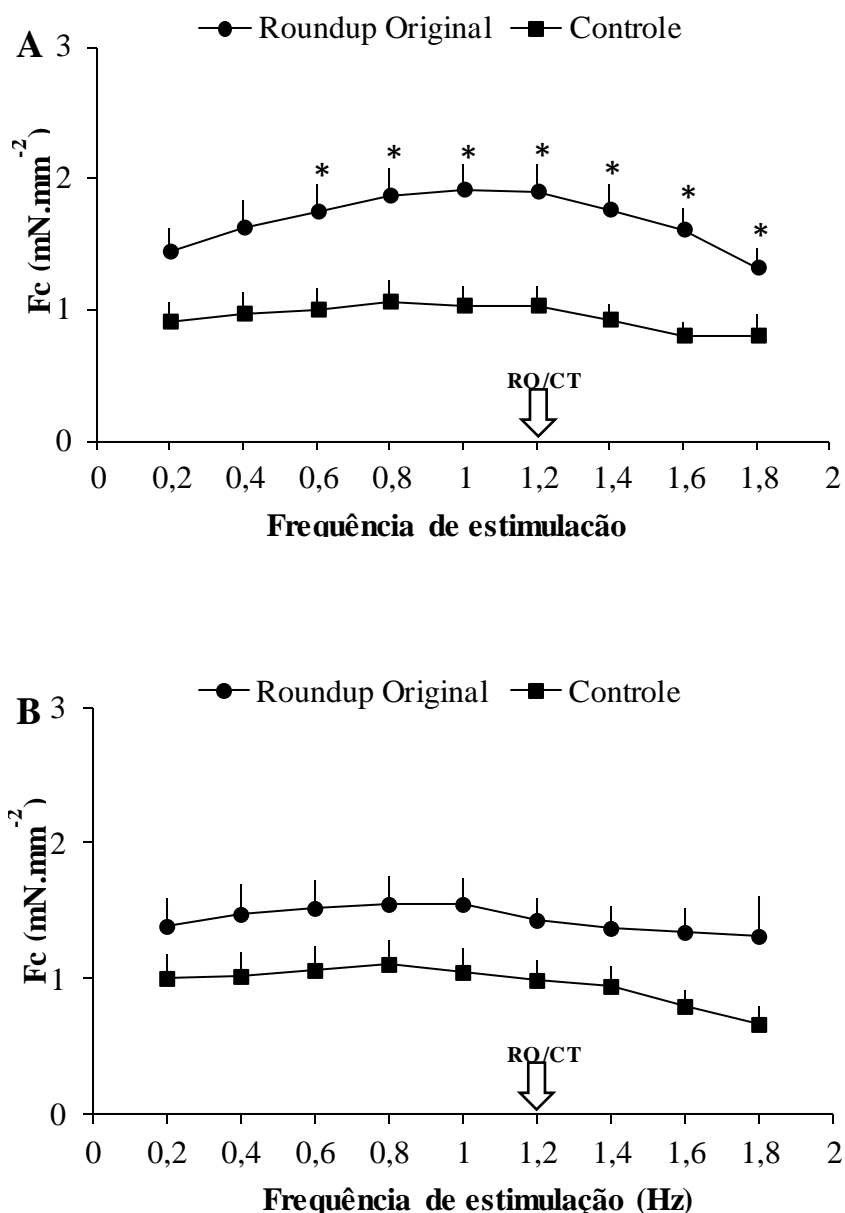 Roundup Original Controle
A
3
2
1
0
Fc (mN.mm-2)
* * * * * * *
RO/CT
0 0,2 0,4 0,6 0,8 1 1,2 1,4 1,6 1,8 2
Frequência de estimulação
Roundup Original Controle
B
3
2
1
0
Fc (mN.mm-2)
RO/CT
0 0,2 0,4 0,6 0,8 1 1,2 1,4 1,6 1,8 2
Frequência de estimulação (Hz)